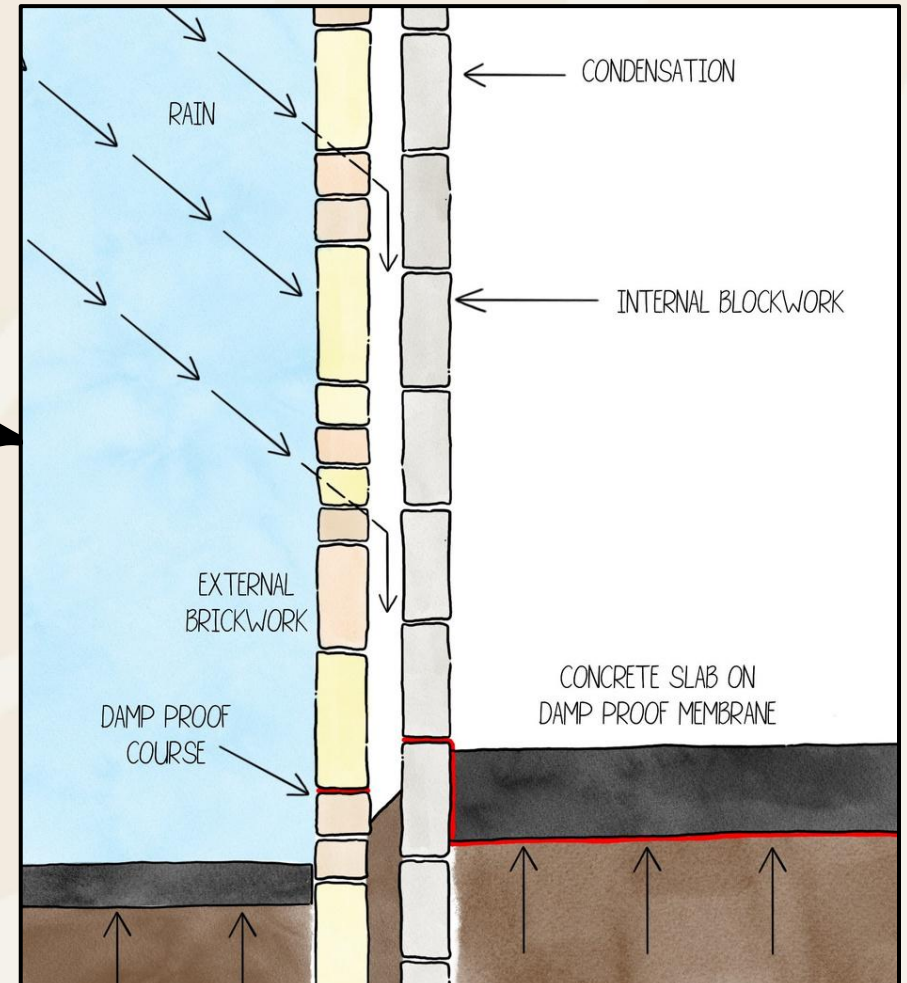 CONDENSATION
RAIN
INTERNAL BLOCKWORK
EXTERNAL
BRICKWORK
CONCRETE SLAB ON
DAMP PROOF MEMBRANE
DAMP PROOF
COURSE